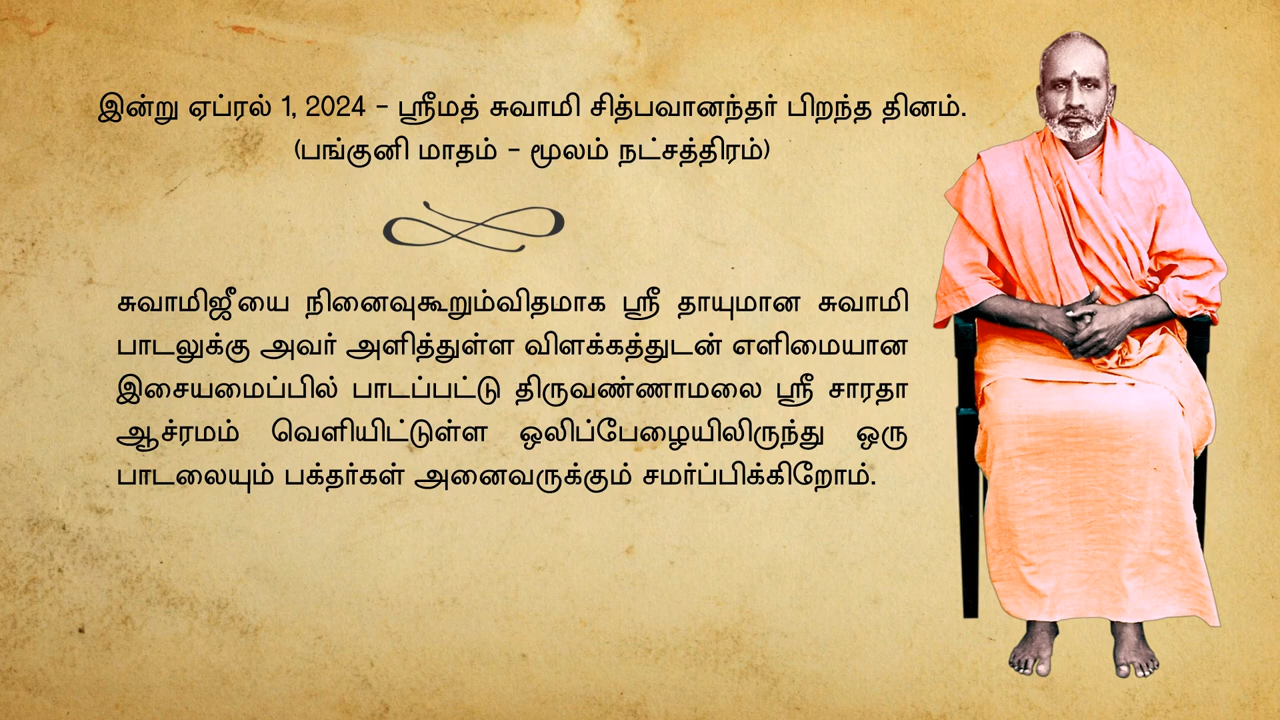 இன்று ஏப்ரல் 1, 2024 - ஸ்ரீமத் சுவாமி சித்பவானந்தர் பிறந்த தினம்.
(பங்குனி மாதம் - மூலம் நட்சத்திரம்)
சுவாமிஜீயை நினைவுகூறும்விதமாக ஸ்ரீ தாயுமான சுவாமி
பாடலுக்கு அவர் அளித்துள்ள விளக்கத்துடன் எளிமையான
இசையமைப்பில் பாடப்பட்டு திருவண்ணாமலை ஸ்ரீ சாரதா
ஆச்ரமம் வெளியிட்டுள்ள ஒலிப்பேழையிலிருந்து ஒரு
பாடலையும் பக்தர்கள் அனைவருக்கும் சமர்ப்பிக்கிறோம்.